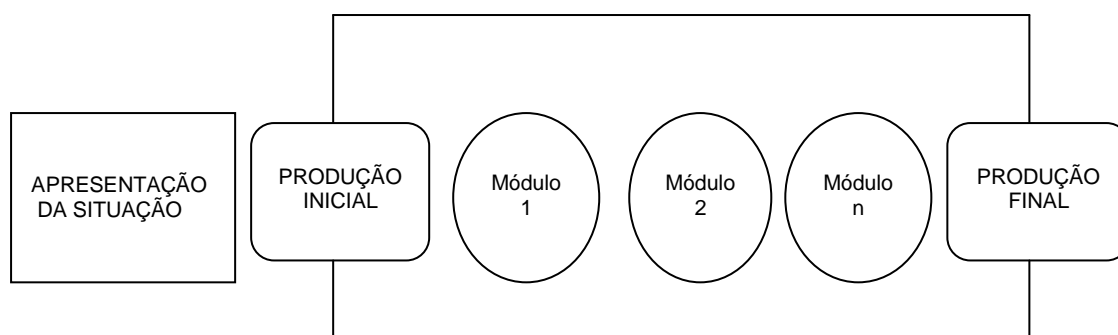 APRESENTAÇÃO
DA SITUAÇÃO
PRODUÇÃO
INICIAL
Módulo
1
Módulo
2
Módulo
n
PRODUÇÃO
FINAL